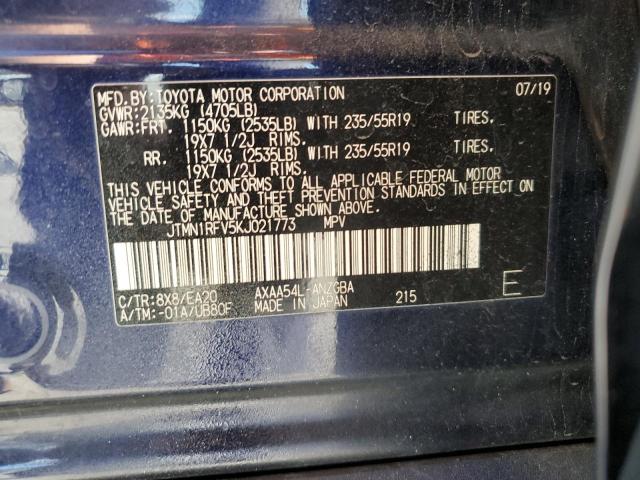 MFD.BY:TOYOTA MOTOR CORPORATION 07/19
GVWR:2135KG (4705LB)
GAWR:FRT. 1150KG (2535LB) WITH 235/55R19 TIRES.
19X7 1/2J RIMS.
RR. 1150KG (2535LB) WITH 235/55R19 TIRES.
19X7 1/2J RIMS.
THIS VEHICLE CONFORMS TO ALL APPLICABLE FEDERAL MOTOR
VEHICLE SAFETY AND THEFT PREVENTION STANDARDS IN EFFECT ON
THE DATE OF MANUFACTURE SHOWN ABOVE.
JTMN1RFV5KJ021773 MPV
C/TR:8X8/EA20 AXAA54L-ANZGBA
A/TM:-01A/UB80F MADE IN JAPAN 215 E